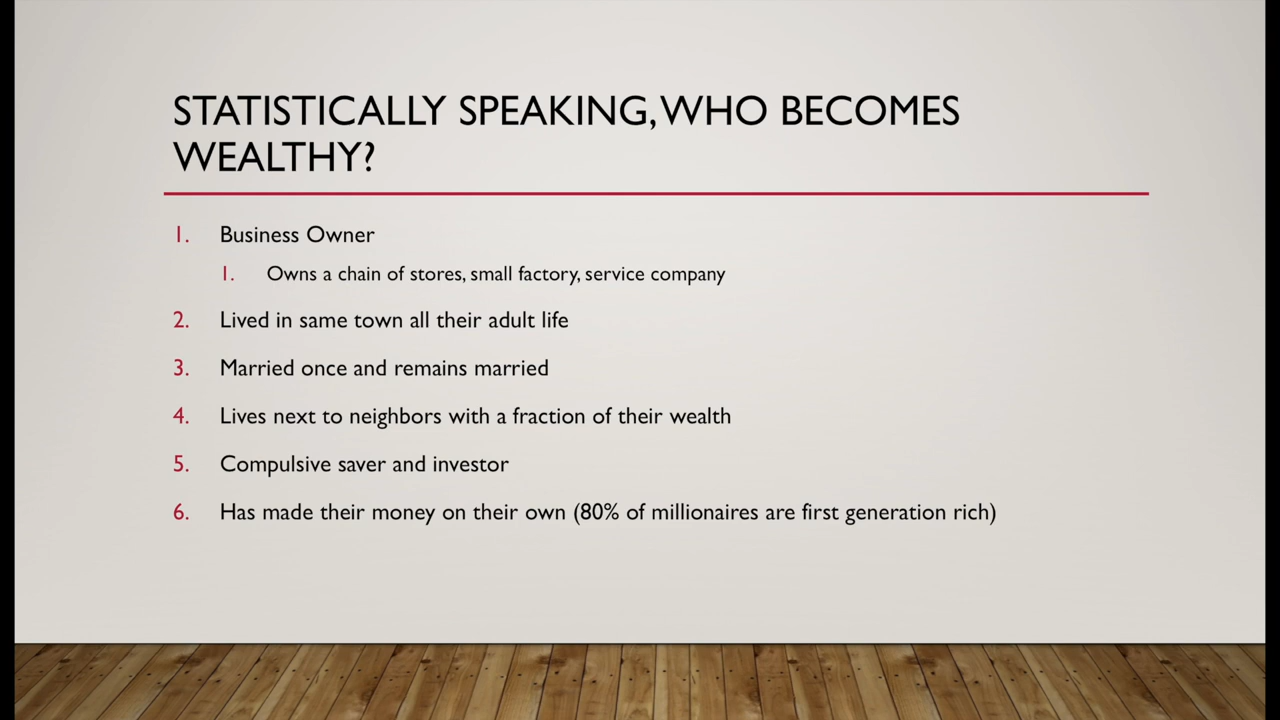 STATISTICALLY SPEAKING, WHO BECOMES
WEALTHY?
1. Business Owner
1. Owns a chain of stores, small factory, service company
2. Lived in same town all their adult life
3. Married once and remains married
4. Lives next to neighbors with a fraction of their wealth
5. Compulsive saver and investor
6. Has made their money on their own (80% of millionaires are first generation rich)